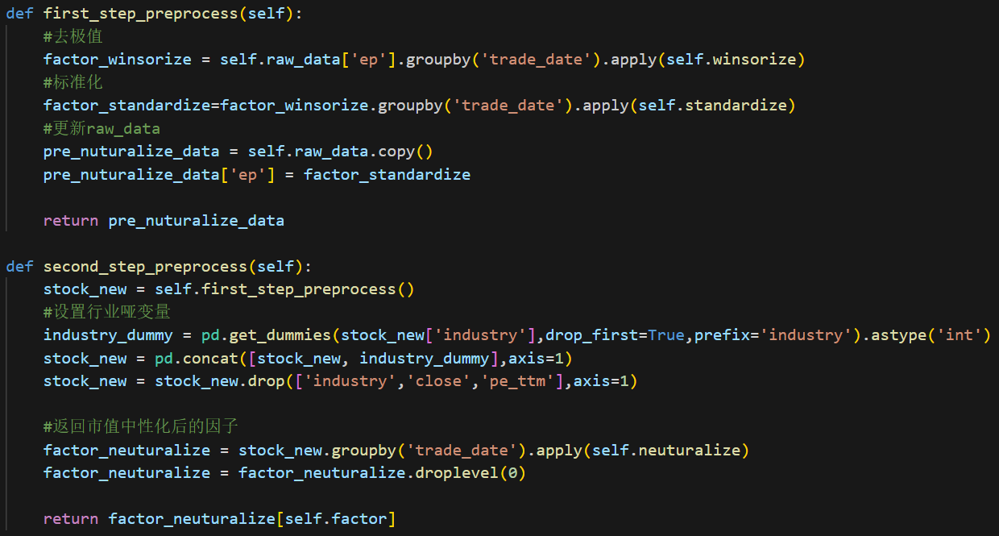 def first_step_preprocess(self):
    #去极值
    factor_winsorize = self.raw_data['ep'].groupby('trade_date').apply(self.winsorize)
    #标准化
    factor_standardize=factor_winsorize.groupby('trade_date').apply(self.standardize)
    #更新raw_data
    pre_nuturalize_data = self.raw_data.copy()
    pre_nuturalize_data['ep'] = factor_standardize

    return pre_nuturalize_data

def second_step_preprocess(self):
    stock_new = self.first_step_preprocess()
    #设置行业哑变量
    industry_dummy = pd.get_dummies(stock_new['industry'],drop_first=True,prefix='industry').astype('int')
    stock_new = pd.concat([stock_new, industry_dummy],axis=1)
    stock_new = stock_new.drop(['industry','close','pe_ttm'],axis=1)

    #返回市值中性化后的因子
    factor_neuturalize = stock_new.groupby('trade_date').apply(self.neuturalize)
    factor_neuturalize = factor_neuturalize.droplevel(0)

    return factor_neuturalize[self.factor]